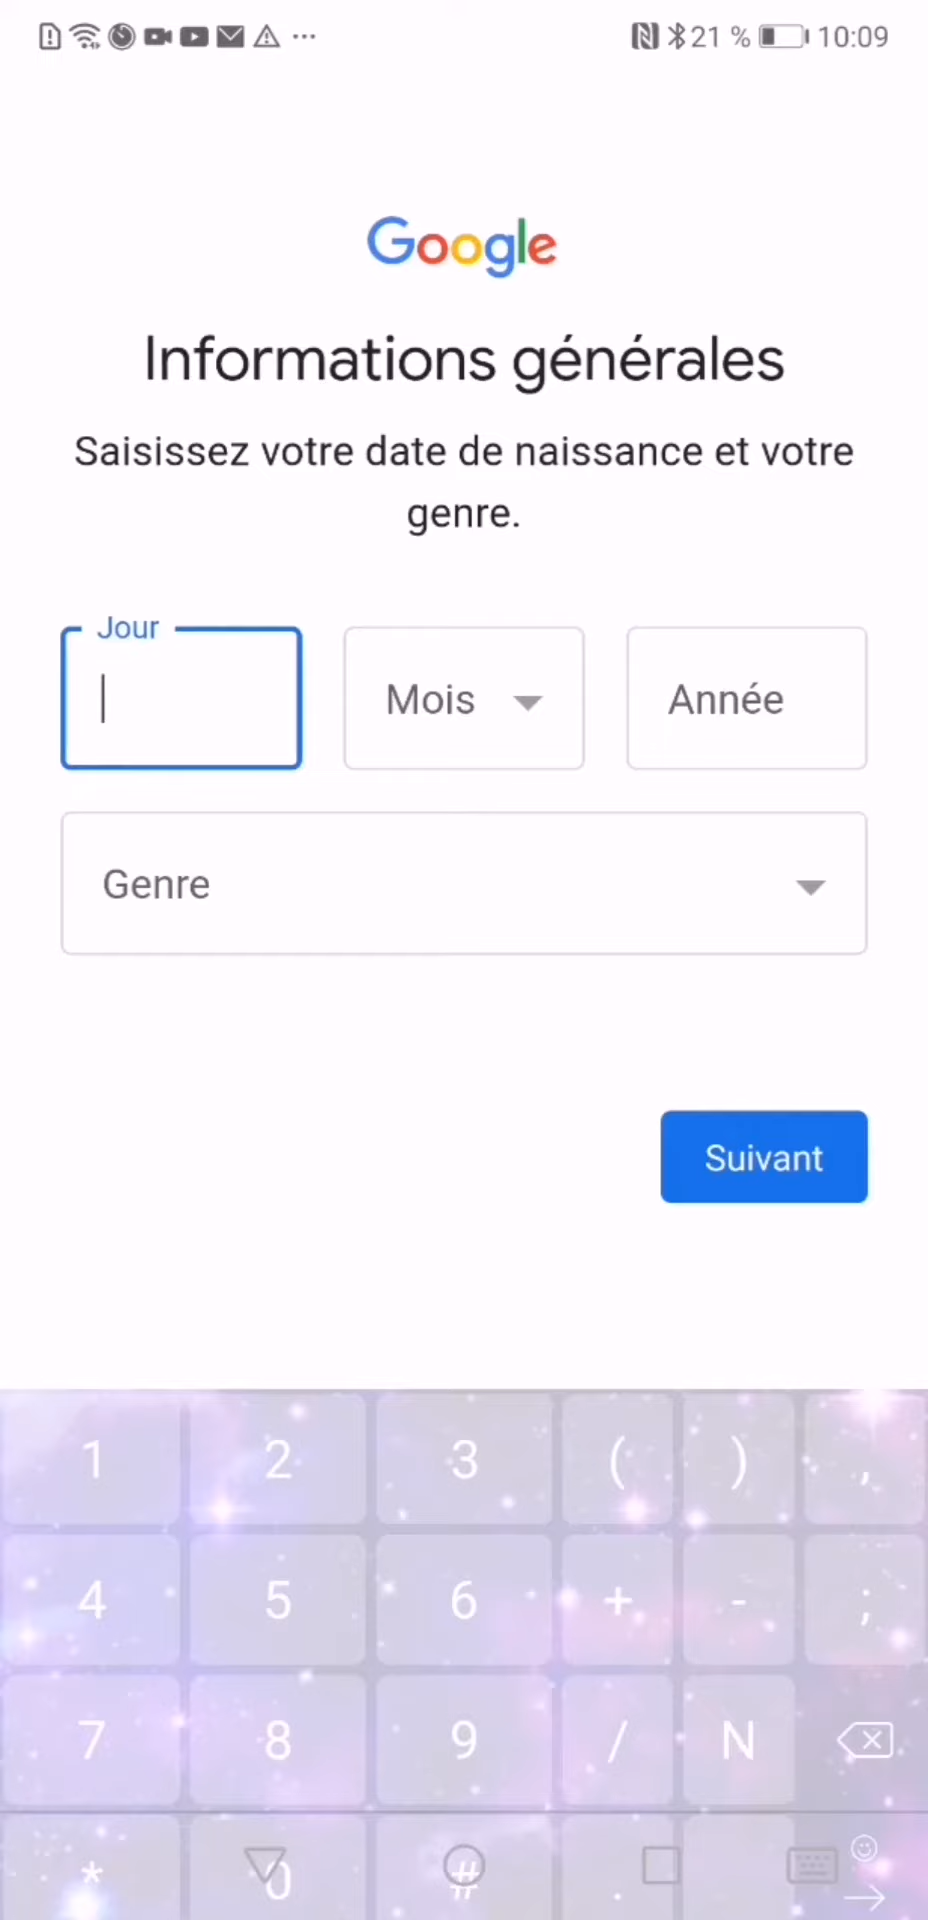 21 % 10:09
Google
Informations générales
Saisissez votre date de naissance et votre
genre.
Jour
Mois
Année
Genre
Suivant
1 2 3 ( ) ,
4 5 6 + - ;
7 8 9 / N
* 0 # .